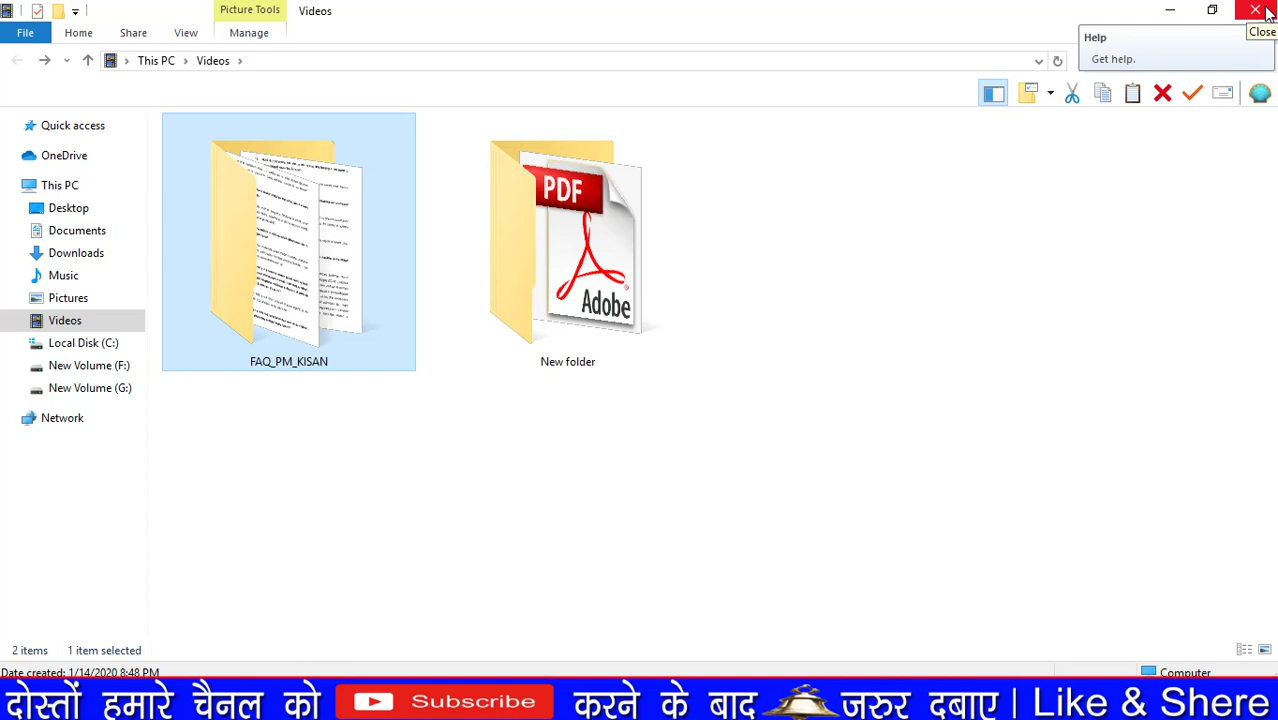 Picture Tools Videos
File Home Share View Manage
Help
Get help.
Close
This PC Videos
Quick access
OneDrive
This PC
Desktop
Documents
Downloads
Music
Pictures
Videos
Local Disk (C:)
New Volume (F:)
New Volume (G:)
Network
FAQ_PM_KISAN
PDF
Adobe
New folder
2 items 1 item selected
Date created: 1/14/2020 8:48 PM Computer
दोस्तों हमारे चैनल को Subscribe करने के बाद जरुर दबाए | Like & Shere